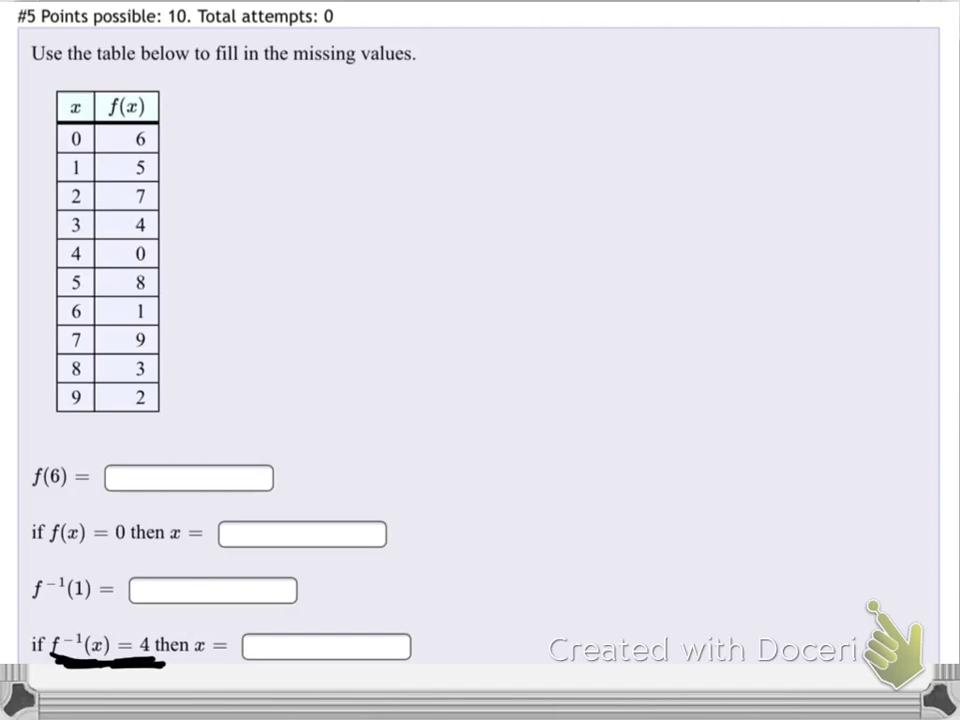 #5 Points possible: 10. Total attempts: 0
Use the table below to fill in the missing values.
x f(x)
0 6
1 5
2 7
3 4
4 0
5 8
6 1
7 9
8 3
9 2
f(6) =
if f(x) = 0 then x =
f⁻¹(1) =
if f⁻¹(x) = 4 then x =
Created with Doceri